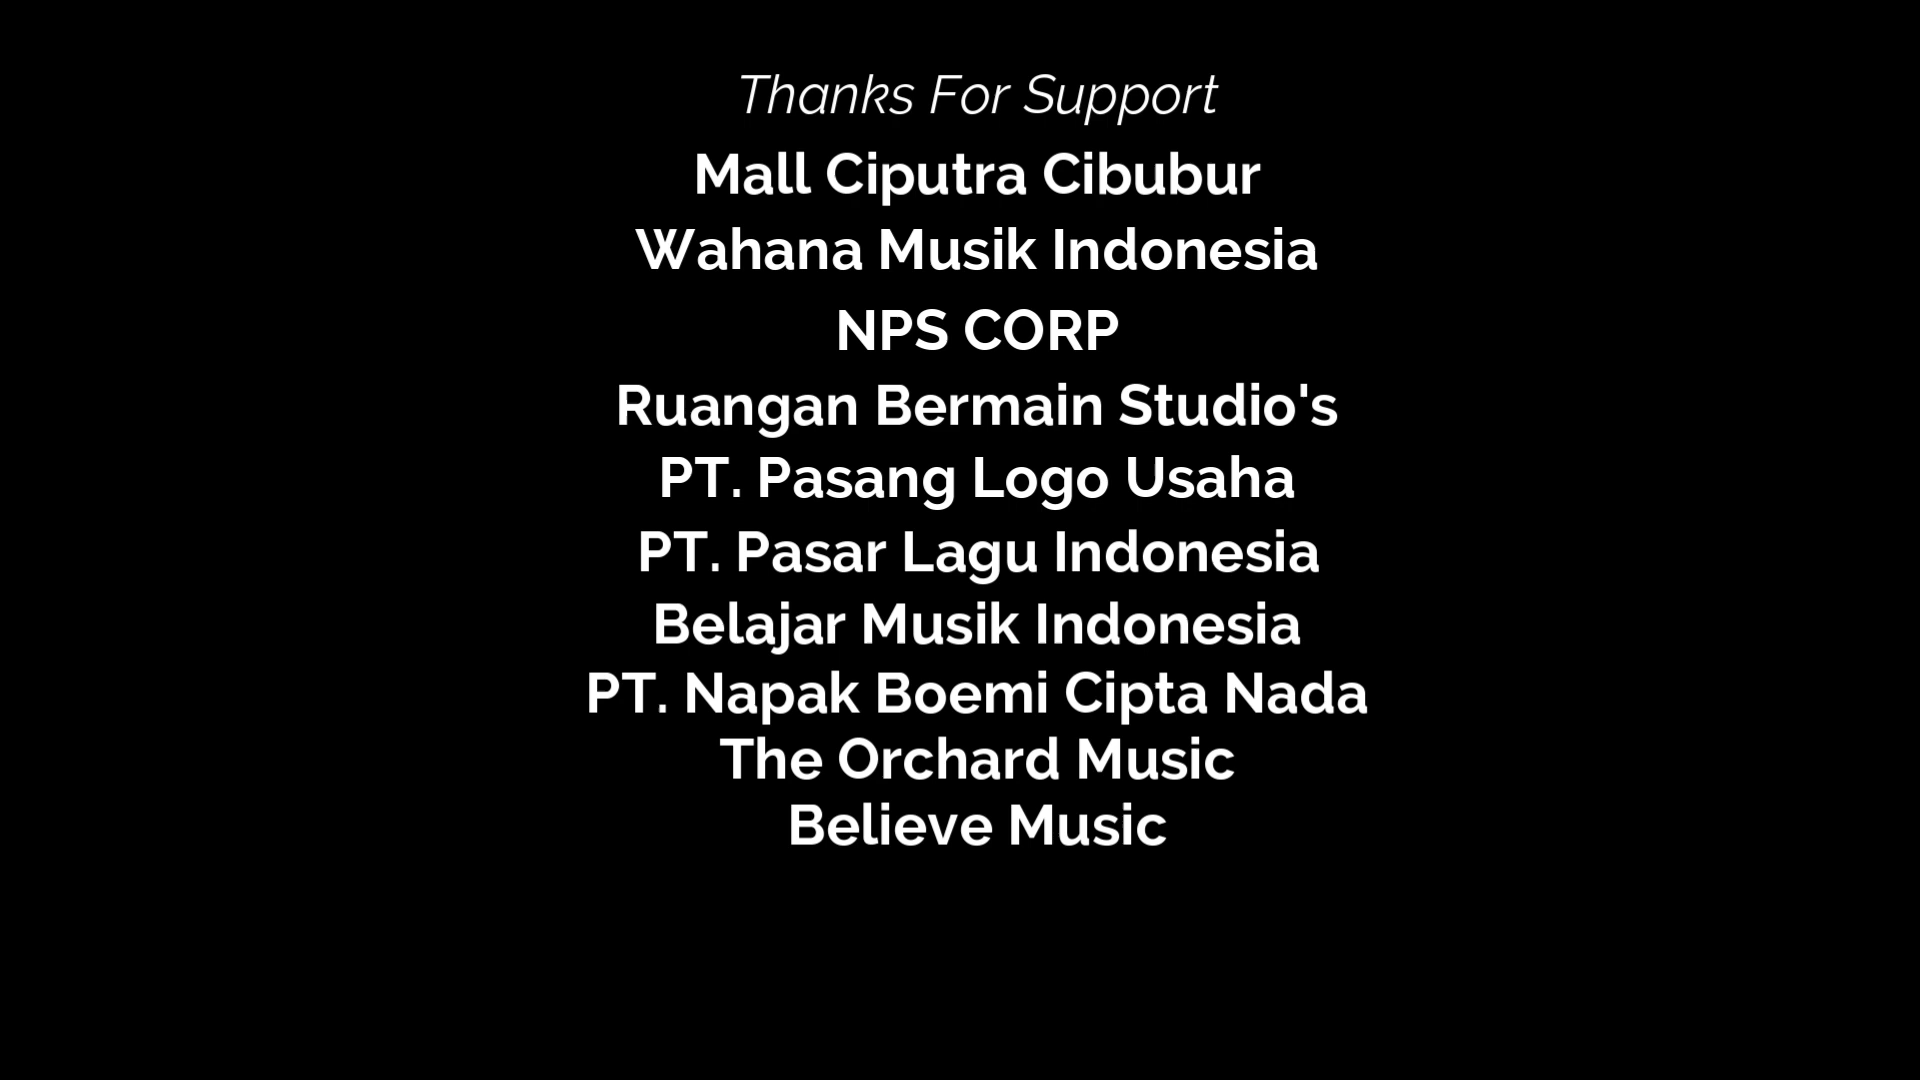 Thanks For Support
Mall Ciputra Cibubur
Wahana Musik Indonesia
NPS CORP
Ruangan Bermain Studio's
PT. Pasang Logo Usaha
PT. Pasar Lagu Indonesia
Belajar Musik Indonesia
PT. Napak Boemi Cipta Nada
The Orchard Music
Believe Music